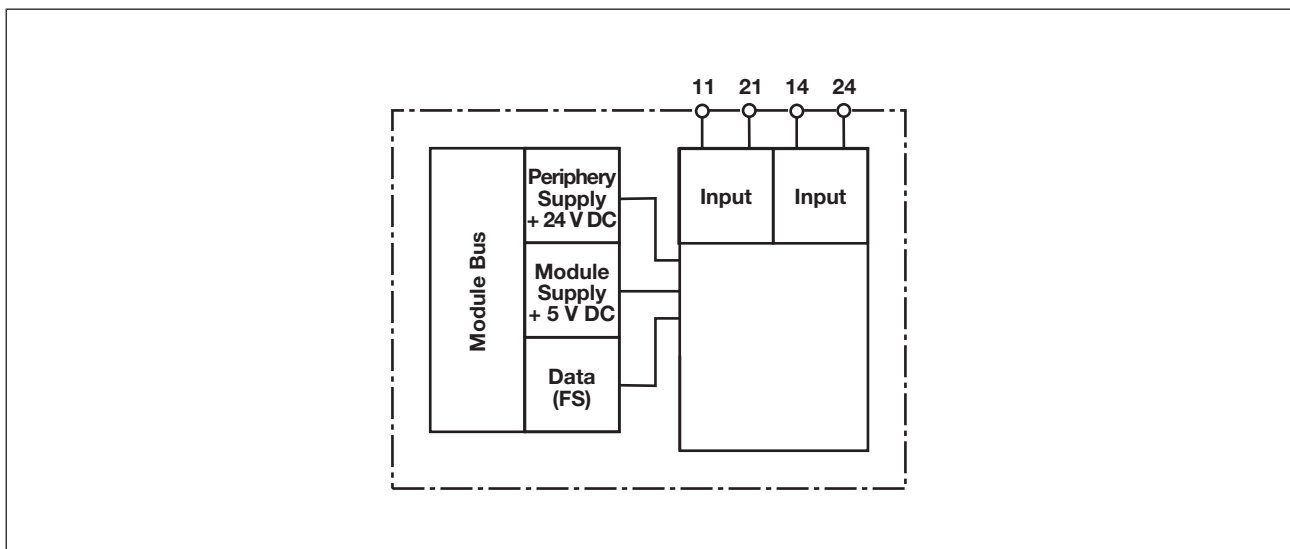 11 21 14 24
Module Bus
Periphery
Supply
+ 24 V DC
Module
Supply
+ 5 V DC
Data
(FS)
Input
Input